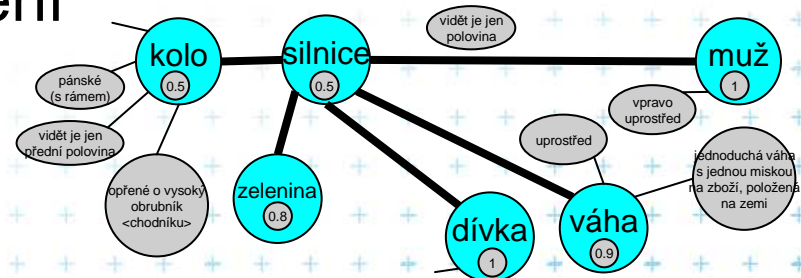 ení
vidět je jen
polovina
kolo
0.5
silnice
0.5
muž
1
pánské
(s rámem)
vidět je jen
přední polovina
opřené o vysoký
obrubník
<chodníku>
zelenina
0.8
dívka
1
uprostřed
váha
0.9
vpravo
uprostřed
jednoduchá váha
s jednou miskou
na zboží, položená
na zemi